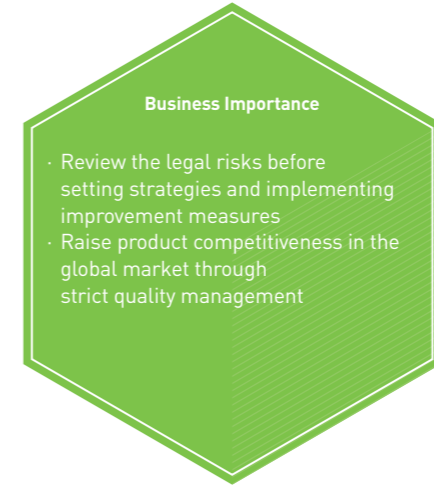 Business Importance
· Review the legal risks before
setting strategies and implementing
improvement measures
· Raise product competitiveness in the
global market through
strict quality management